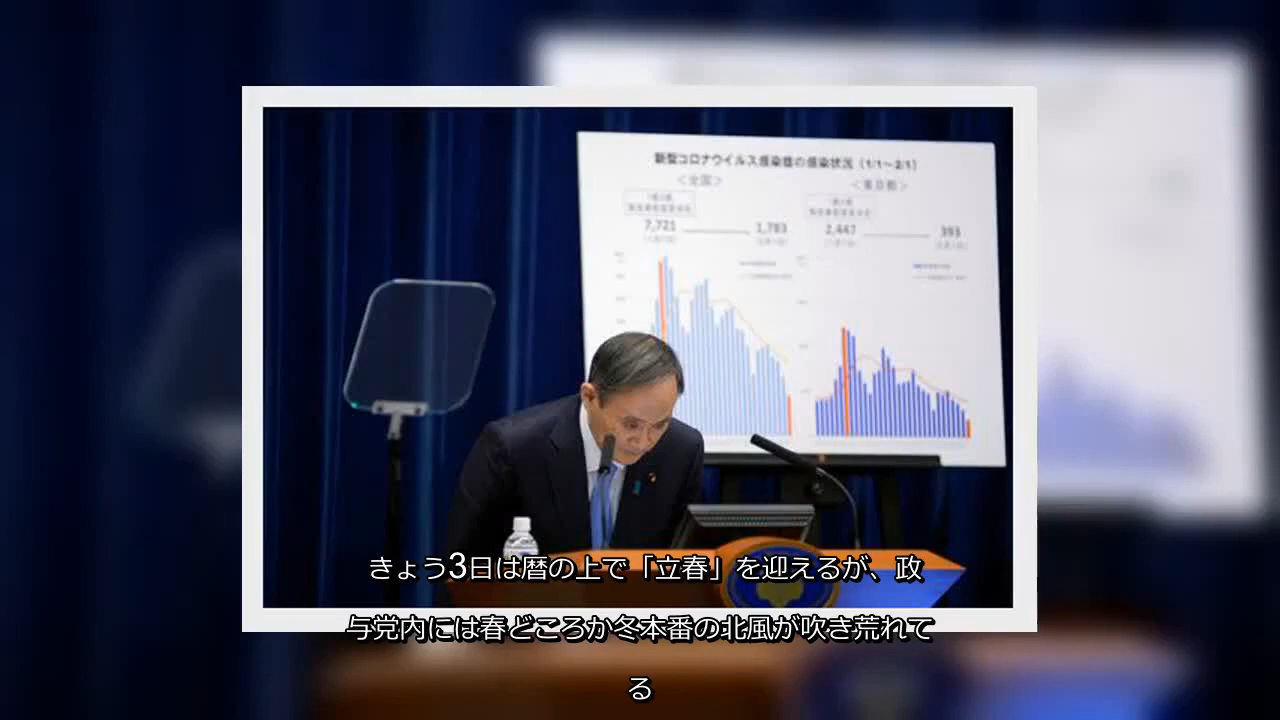 新型コロナウイルス感染症の感染状況（1/1～2/1）
＜全国＞
＜東京都＞
7,721
1,793
2,447
393
きょう3日は暦の上で「立春」を迎えるが、政
与党内には春どころか冬本番の北風が吹き荒れて
る